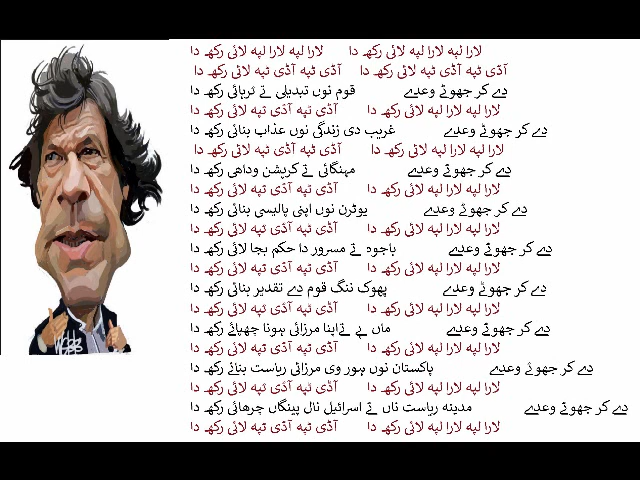 لارا لپہ لارا لپہ لائی رکھ دا لارا لپہ لارا لپہ لائی رکھ دا
آڈی ٹپہ آڈی ٹپہ لائی رکھ دا آڈی ٹپہ آڈی ٹپہ لائی رکھ دا
دے کر جھوٹے وعدے قوم نوں تبدیلی تے ترہائی رکھ دا
لارا لپہ لارا لپہ لائی رکھ دا آڈی ٹپہ آڈی ٹپہ لائی رکھ دا
دے کر جھوٹے وعدے غریب دی زندگی نوں عذاب بنائی رکھ دا
لارا لپہ لارا لپہ لائی رکھ دا آڈی ٹپہ آڈی ٹپہ لائی رکھ دا
دے کر جھوٹے وعدے مہنگائی تے کرپشن ودھی رکھ دا
لارا لپہ لارا لپہ لائی رکھ دا آڈی ٹپہ آڈی ٹپہ لائی رکھ دا
دے کر جھوٹے وعدے یوٹرن نوں اپنی پالیسی بنائی رکھ دا
لارا لپہ لارا لپہ لائی رکھ دا آڈی ٹپہ آڈی ٹپہ لائی رکھ دا
دے کر جھوٹے وعدے باجوہ تے مسرور دا حکم بجا لائی رکھ دا
لارا لپہ لارا لپہ لائی رکھ دا آڈی ٹپہ آڈی ٹپہ لائی رکھ دا
دے کر جھوٹے وعدے پھوک ننگ قوم دے تقدیر بنائی رکھ دا
لارا لپہ لارا لپہ لائی رکھ دا آڈی ٹپہ آڈی ٹپہ لائی رکھ دا
دے کر جھوٹے وعدے ماں پے تے اپنا مرزائی ہونا چھپائے رکھ دا
لارا لپہ لارا لپہ لائی رکھ دا آڈی ٹپہ آڈی ٹپہ لائی رکھ دا
دے کر جھوٹے وعدے پاکستان نوں ہور وی مرزائی ریاست بنائے رکھ دا
لارا لپہ لارا لپہ لائی رکھ دا آڈی ٹپہ آڈی ٹپہ لائی رکھ دا
دے کر جھوٹے وعدے مدینہ ریاست ناں تے اسرائیل نال پینگاں چرھائی رکھ دا
لارا لپہ لارا لپہ لائی رکھ دا آڈی ٹپہ آڈی ٹپہ لائی رکھ دا